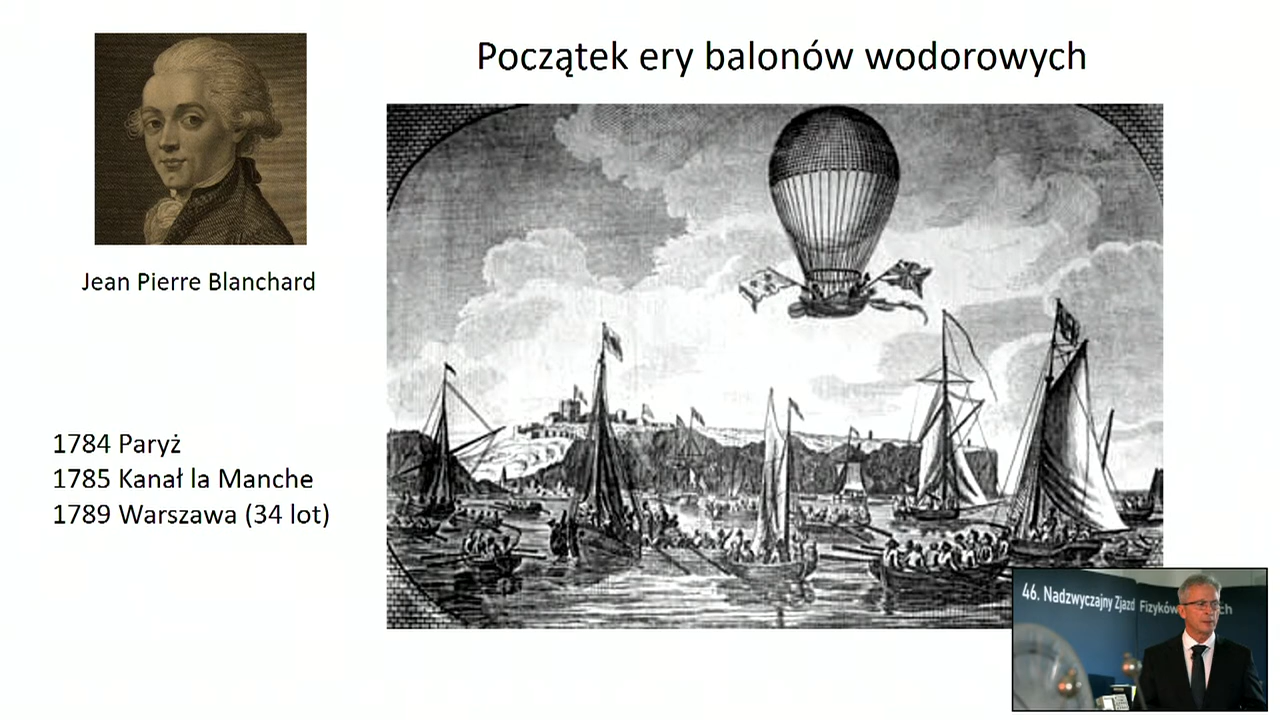 Początek ery balonów wodorowych
Jean Pierre Blanchard
1784 Paryż
1785 Kanał la Manche
1789 Warszawa (34 lot)
46. Nadzwyczajny Zjazd Fizyków